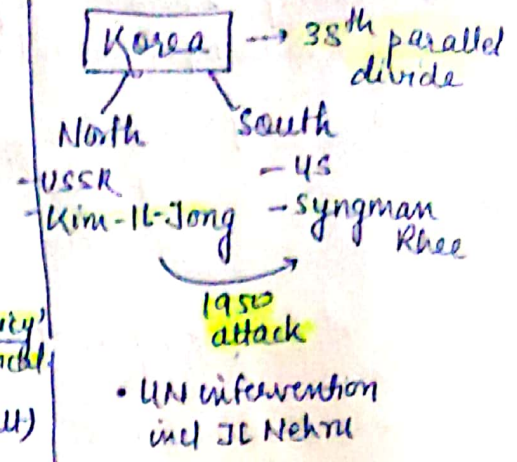 Korea → 38th parallel
divide
North South
- USSR - US
- Kim-Il-Jong - Syngman
Rhee
1950
attack
• UN intervention
incl JL Nehru